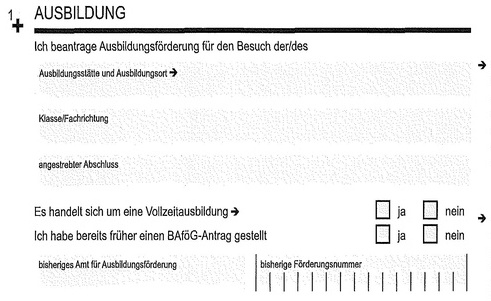 1 AUSBILDUNG
Ich beantrage Ausbildungsförderung für den Besuch der/des
Ausbildungsstätte und Ausbildungsort →
Klasse/Fachrichtung
angestrebter Abschluss
Es handelt sich um eine Vollzeitausbildung → ja nein
Ich habe bereits früher einen BAföG-Antrag gestellt ja nein
bisheriges Amt für Ausbildungsförderung bisherige Förderungsnummer